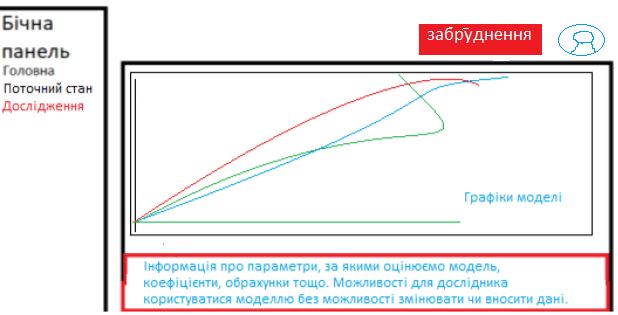 Бічна
панель
Головна
Поточний стан
Дослідження
забруднення
Графіки моделі
Інформація про параметри, за якими оцінюємо модель,
коефіцієнти, обрахунки тощо. Можливості для дослідника
користуватися моделлю без можливості змінювати чи вносити дані.